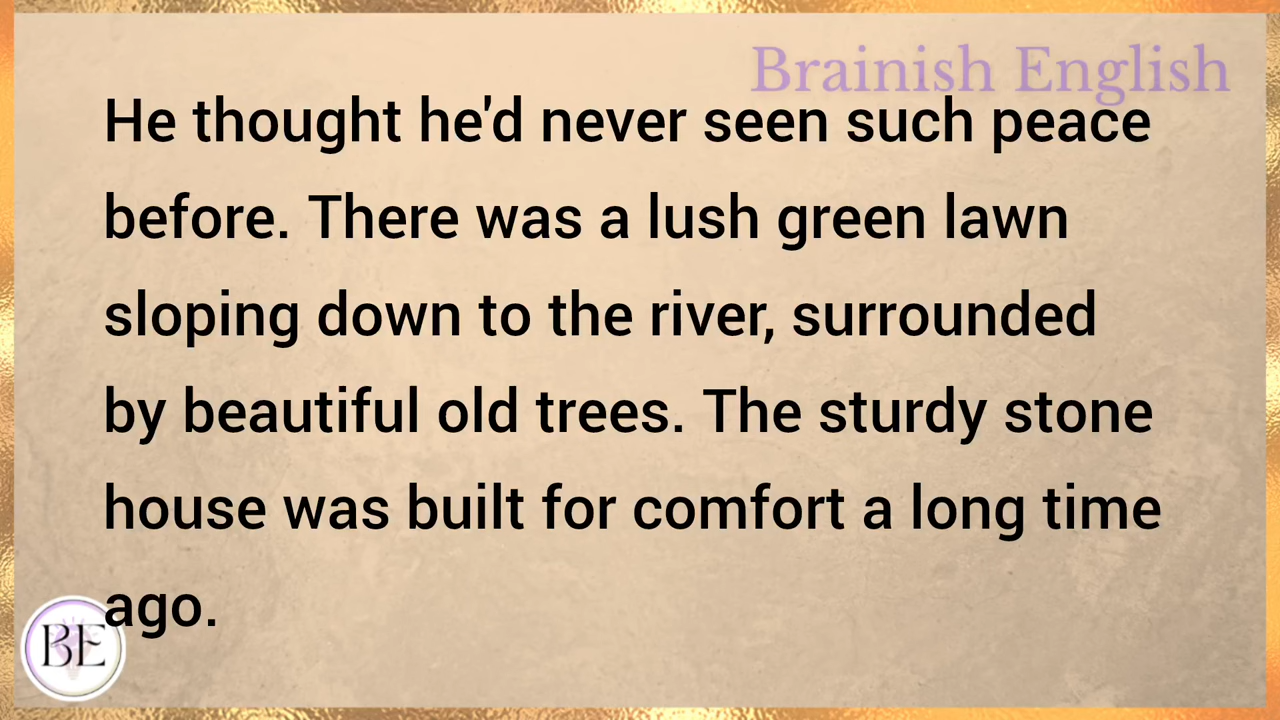 Brainish English
He thought he'd never seen such peace
before. There was a lush green lawn
sloping down to the river, surrounded
by beautiful old trees. The sturdy stone
house was built for comfort a long time
ago.
BE